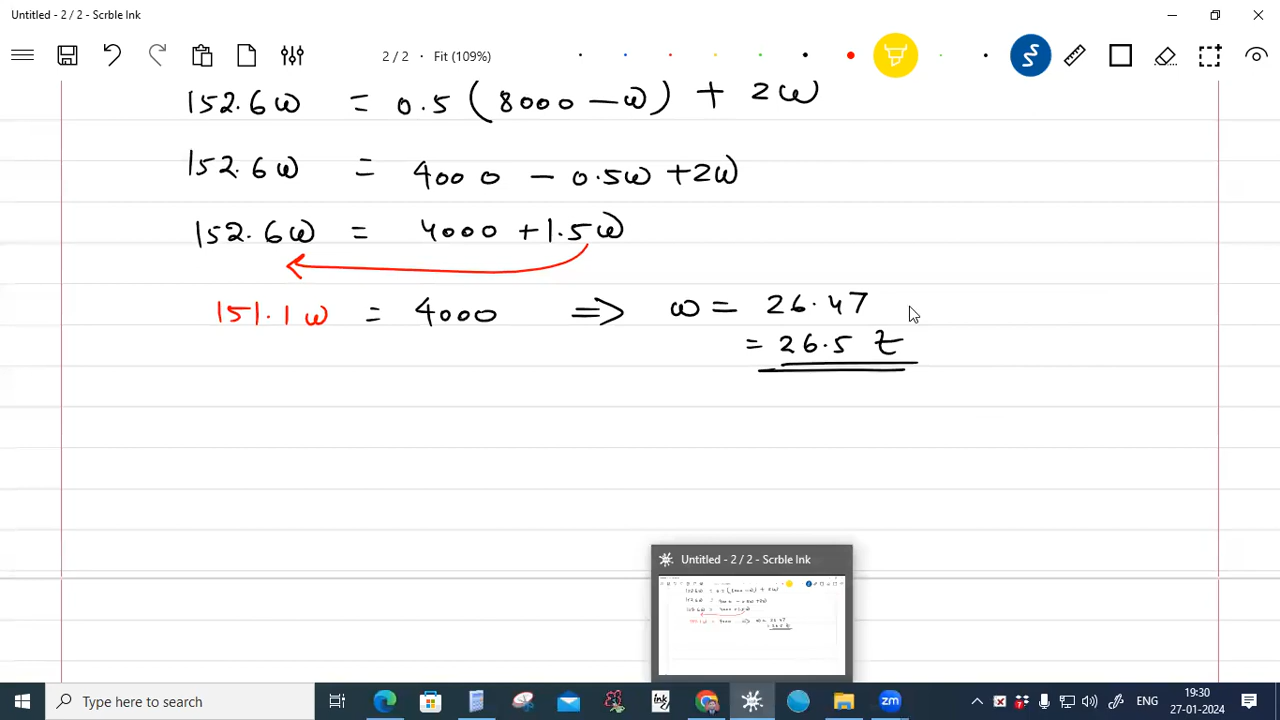 Untitled - 2 / 2 - Scrble Ink
2 / 2 · Fit (109%)
152.6ω = 0.5 (8000 – ω) + 2ω
152.6ω = 4000 – 0.5ω + 2ω
152.6ω = 4000 + 1.5ω
151.1ω = 4000 ⇒ ω = 26.47
= 26.5 t
Untitled - 2 / 2 - Scrble Ink
Type here to search
ink
zm
ENG
19:30
27-01-2024